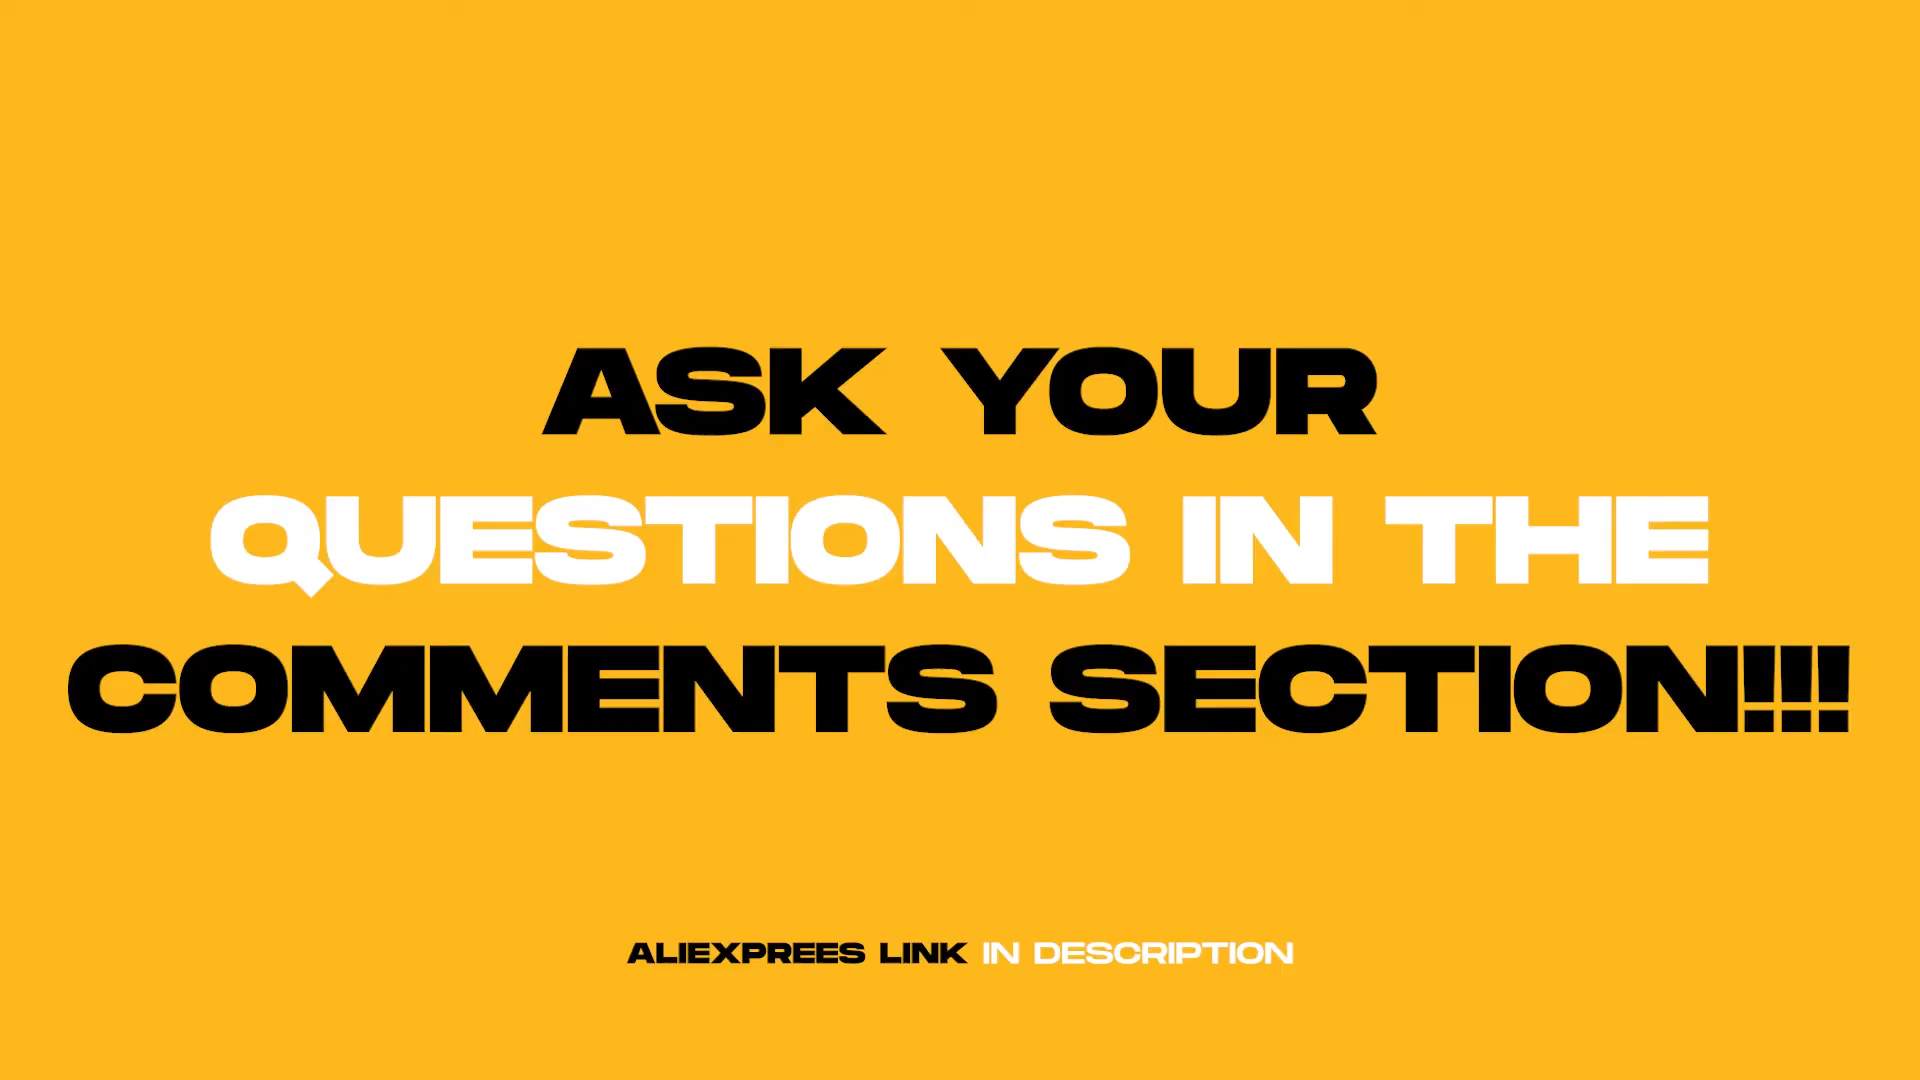 ASK YOUR
QUESTIONS IN THE
COMMENTS SECTION!!!
ALIEXPREES LINK IN DESCRIPTION